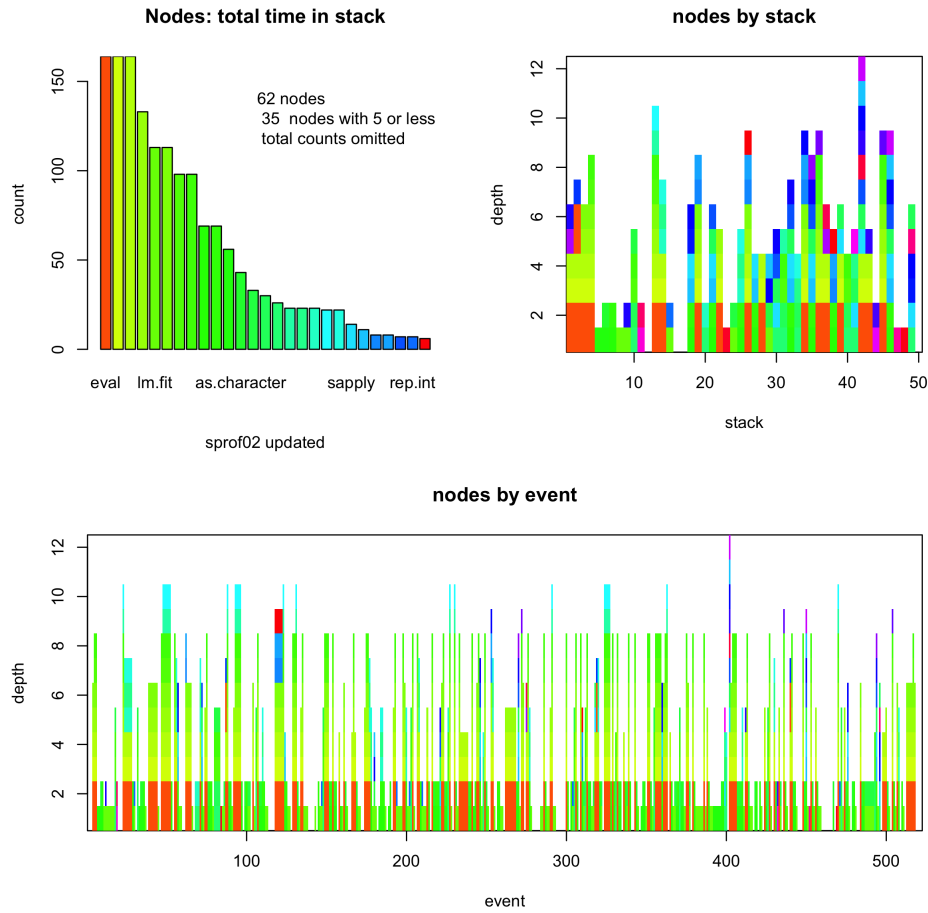 Nodes: total time in stack
count
0
50
100
150
62 nodes
35 nodes with 5 or less
total counts omitted
eval lm.fit as.character sapply rep.int
sprof02 updated
nodes by stack
depth
2
4
6
8
10
12
10 20 30 40 50
stack
nodes by event
depth
2
4
6
8
10
12
100 200 300 400 500
event